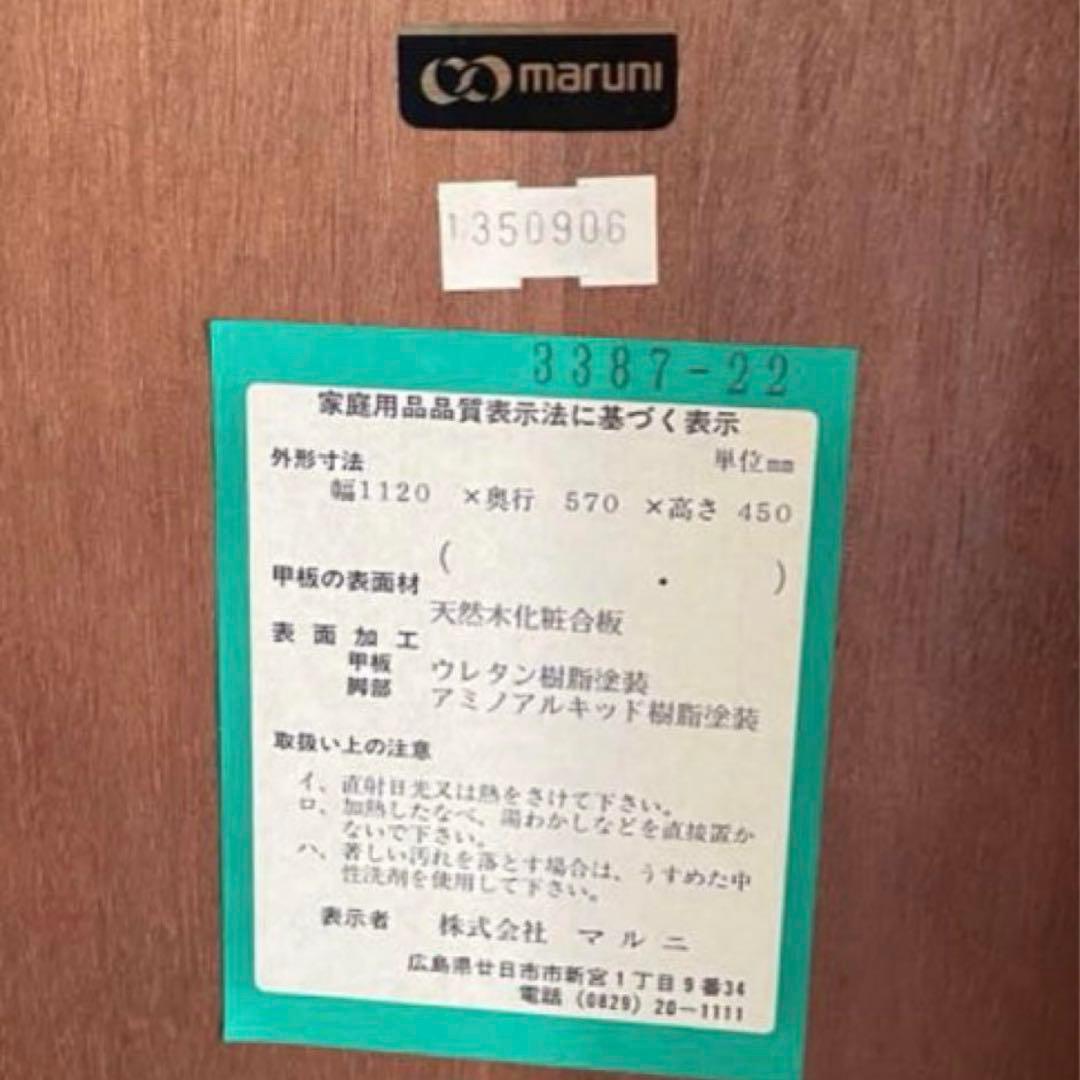 maruni
1350906
3387-22
家庭用品品質表示法に基づく表示
外形寸法 単位mm
幅1120 ×奥行 570 ×高さ 450
( ・ )
甲板の表面材
天然木化粧合板
表面加工
甲板 ウレタン樹脂塗装
脚部 アミノアルキッド樹脂塗装
取扱い上の注意
イ、直射日光又は熱をさけて下さい。
ロ、加熱したなべ、湯わかしなどを直接置か
ないで下さい。
ハ、著しい汚れを落とす場合は、うすめた中
性洗剤を使用して下さい。
表示者 株式会社 マルニ
広島県廿日市市新宮1丁目9番34
電話 (0829) 20-1111